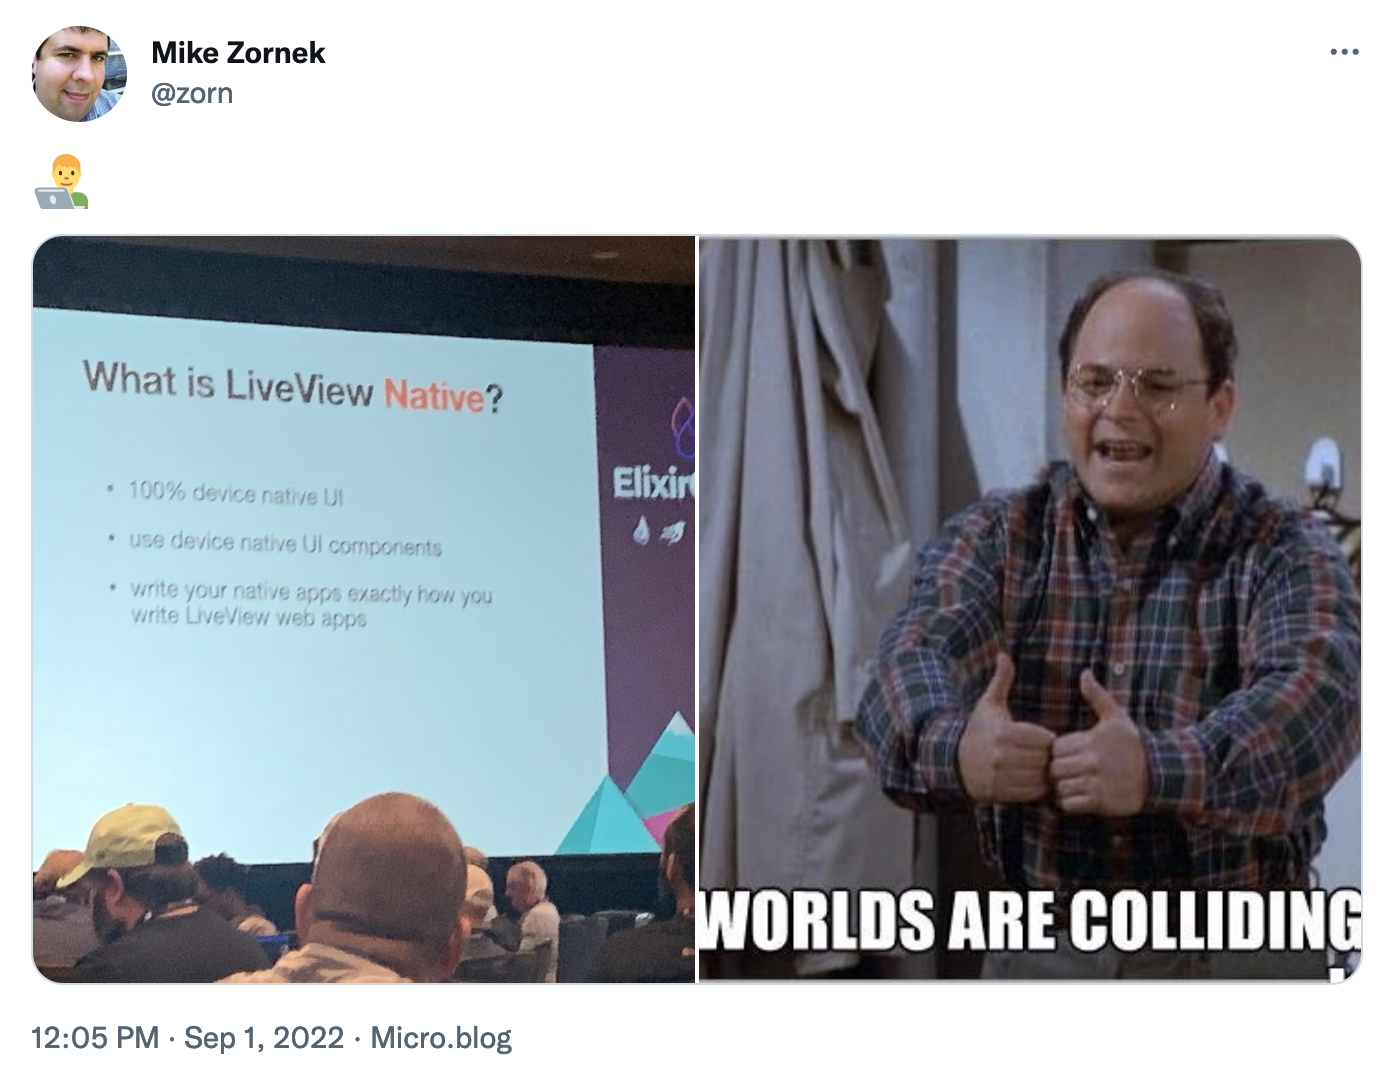 Mike Zornek
@zorn
What is LiveView Native?
• 100% device native UI
• use device native UI components
• write your native apps exactly how you
write LiveView web apps
Elixir
WORLDS ARE COLLIDING
12:05 PM · Sep 1, 2022 · Micro.blog